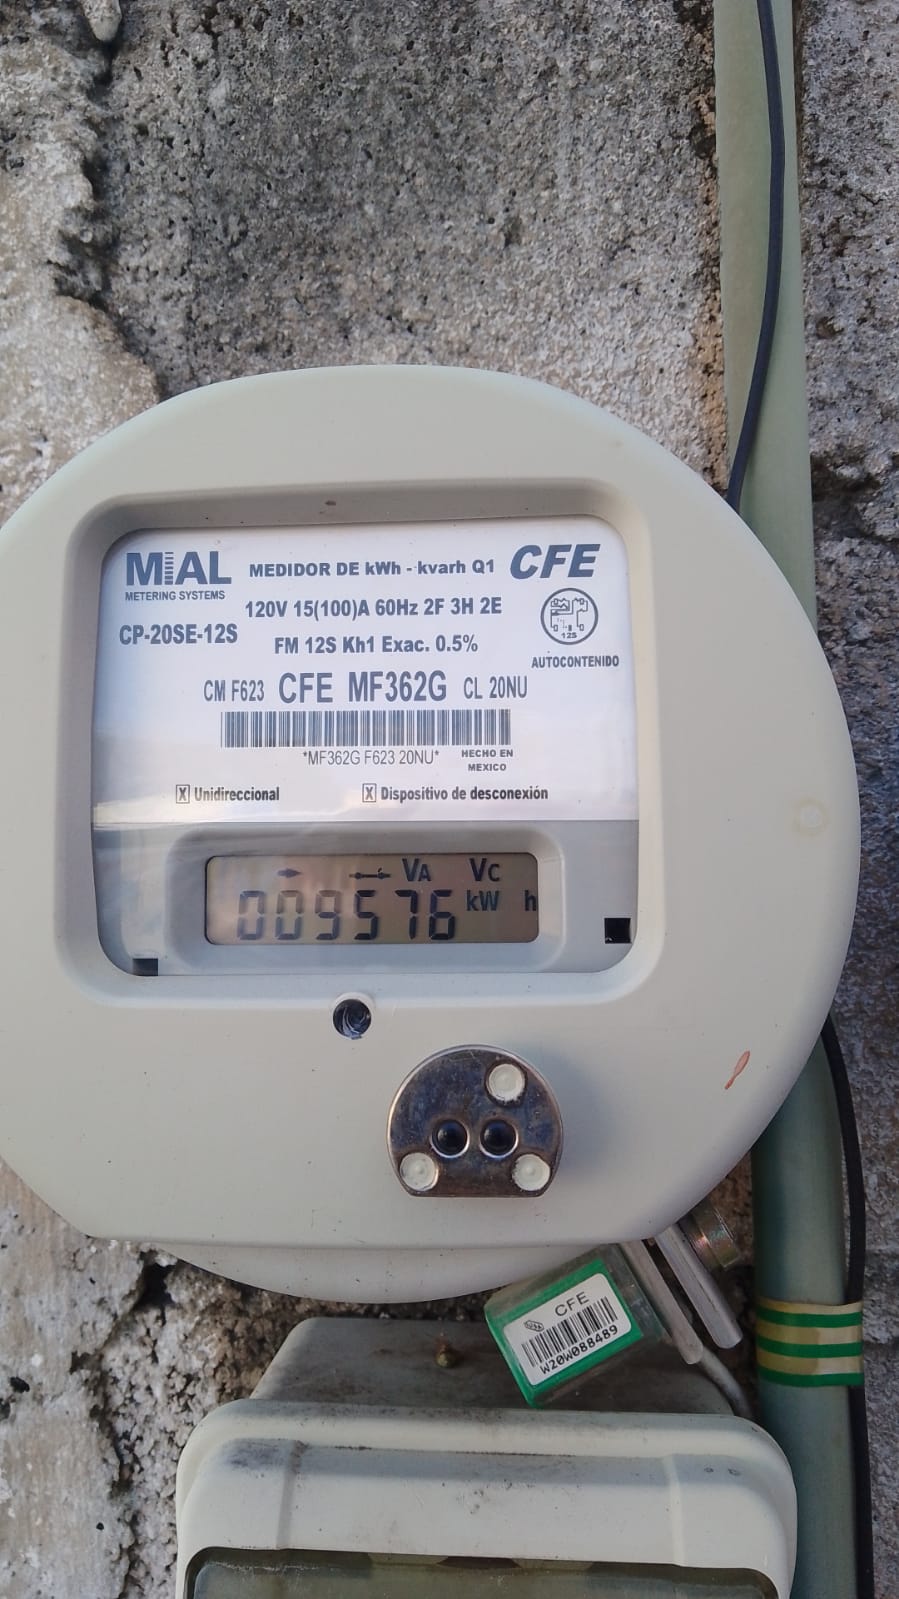 MIAL
METERING SYSTEMS
MEDIDOR DE kWh - kvarh Q1
CFE
120V 15(100)A 60Hz 2F 3H 2E
CP-20SE-12S
FM 12S Kh1 Exac. 0.5%
12S
AUTOCONTENIDO
CM F623 CFE MF362G CL 20NU
*MF362G F623 20NU*
HECHO EN
MEXICO
X Unidireccional
X Dispositivo de desconexión
VA VC
009576 kW h
CFE
W20W088489